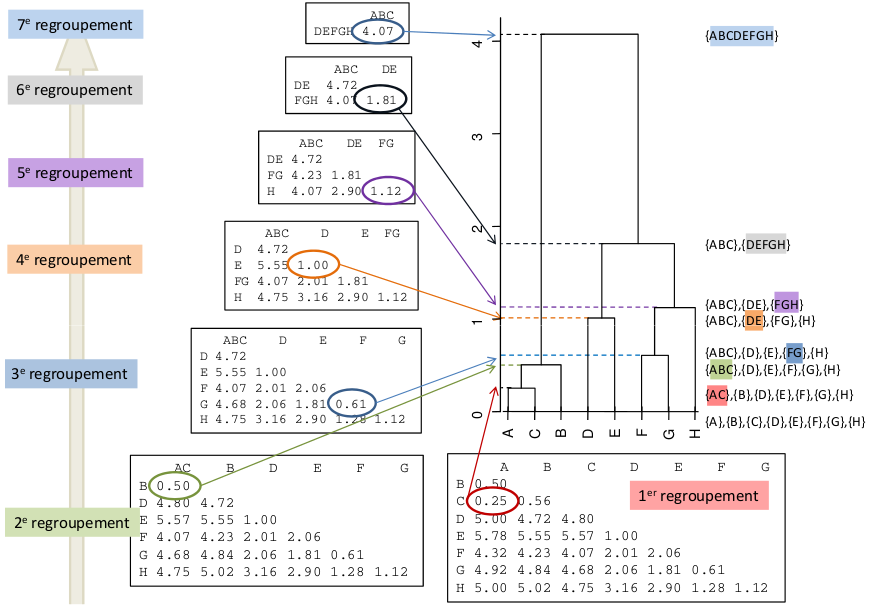 7e regroupement
6e regroupement
5e regroupement
4e regroupement
3e regroupement
2e regroupement
ABC
DEFGH 4.07
ABC DE
DE 4.72
FGH 4.07 1.81
ABC DE FG
DE 4.72
FG 4.23 1.81
H 4.07 2.90 1.12
ABC D E FG
D 4.72
E 5.55 1.00
FG 4.07 2.01 1.81
H 4.75 3.16 2.90 1.12
ABC D E F G
D 4.72
E 5.55 1.00
F 4.07 2.01 2.06
G 4.68 2.06 1.81 0.61
H 4.75 3.16 2.90 1.28 1.12
AC B D E F G
B 0.50
D 4.80 4.72
E 5.57 5.55 1.00
F 4.07 4.23 2.01 2.06
G 4.68 4.84 2.06 1.81 0.61
H 4.75 5.02 3.16 2.90 1.28 1.12
A B C D E F G
B 0.50
C 0.25 0.56
D 5.00 4.72 4.80
E 5.78 5.55 5.57 1.00
F 4.32 4.23 4.07 2.01 2.06
G 4.92 4.84 4.68 2.06 1.81 0.61
H 5.00 5.02 4.75 3.16 2.90 1.28 1.12
1er regroupement
4
3
2
1
0
A C B D E F G H
{ABCDEFGH}
{ABC},{DEFGH}
{ABC},{DE},{FGH}
{ABC},{DE},{FG},{H}
{ABC},{D},{E},{FG},{H}
{ABC},{D},{E},{F},{G},{H}
{AC},{B},{D},{E},{F},{G},{H}
{A},{B},{C},{D},{E},{F},{G},{H}